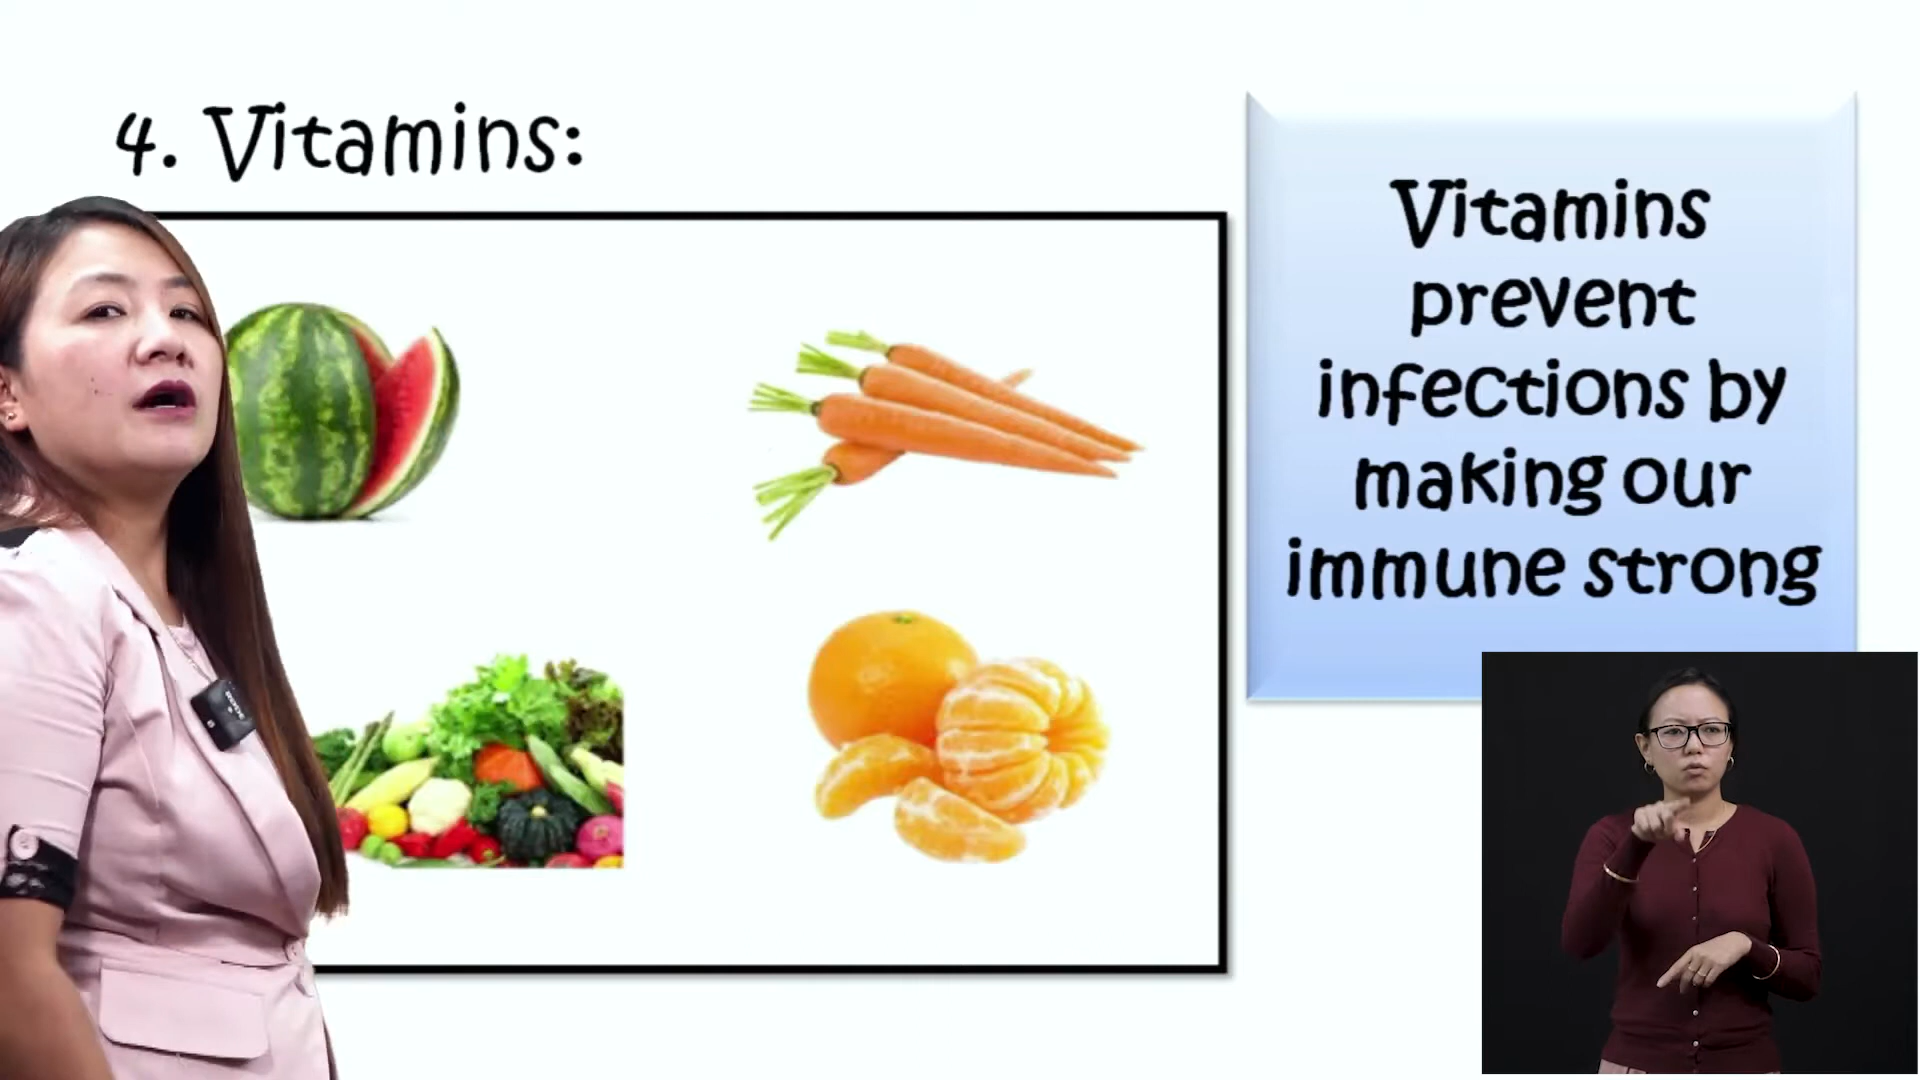 4. Vitamins:
Vitamins
prevent
infections by
making our
immune strong